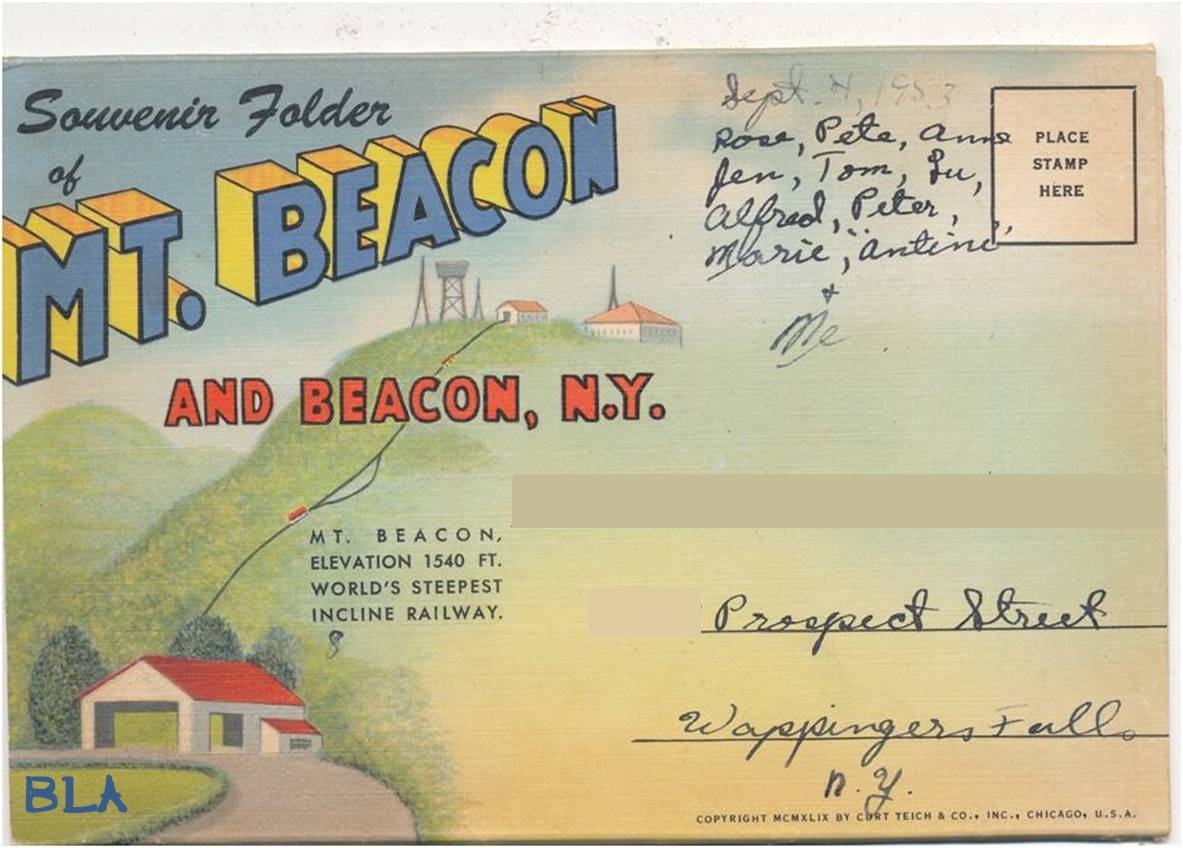 Souvenir Folder
of
MT. BEACON
AND BEACON, N.Y.
Sept. 4, 1953
Rose, Pete, Anne
Jen, Tom, Lu,
Alfred, Peter,
Marie, "Antine"
+
Me
PLACE
STAMP
HERE
MT. BEACON,
ELEVATION 1540 FT.
WORLD'S STEEPEST
INCLINE RAILWAY.
8
Prospect Street
Wappingers Falls
N.Y.
BLA
COPYRIGHT MCMXLIX BY CURT TEICH & CO., INC., CHICAGO, U.S.A.